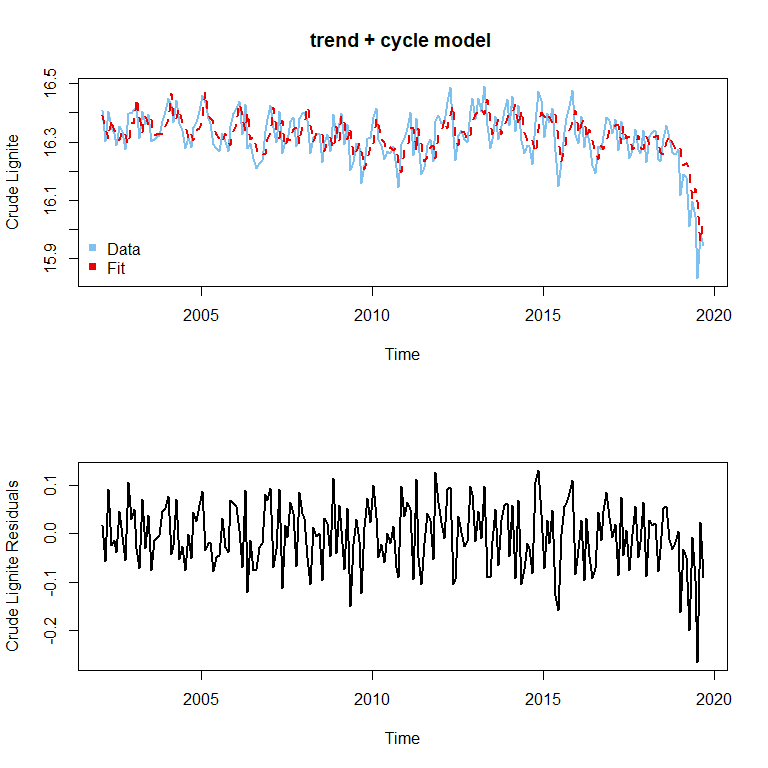 trend + cycle model
Crude Lignite
16.5
16.3
16.1
15.9
Data
Fit
2005 2010 2015 2020
Time
Crude Lignite Residuals
0.1
0.0
-0.1
-0.2
2005 2010 2015 2020
Time